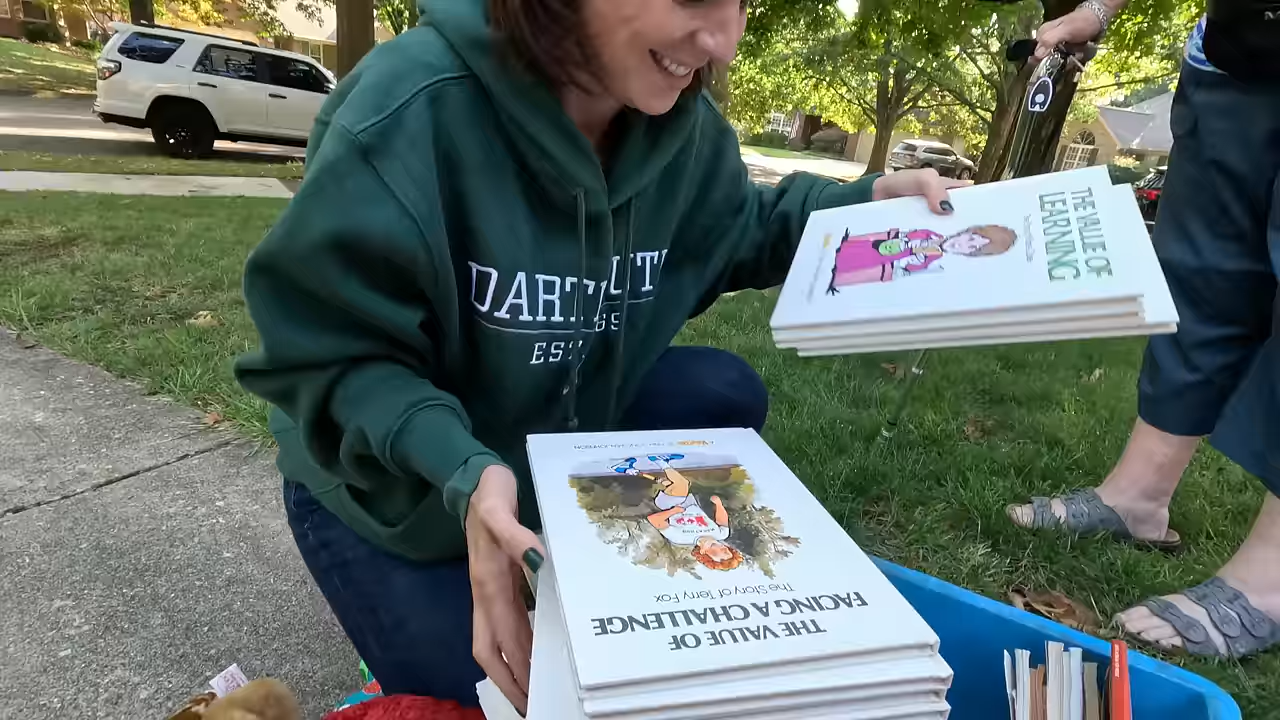 DARTMOUTH
EST.
THE VALUE OF
LEARNING
THE VALUE OF
FACING A CHALLENGE
The Story of Terry Fox